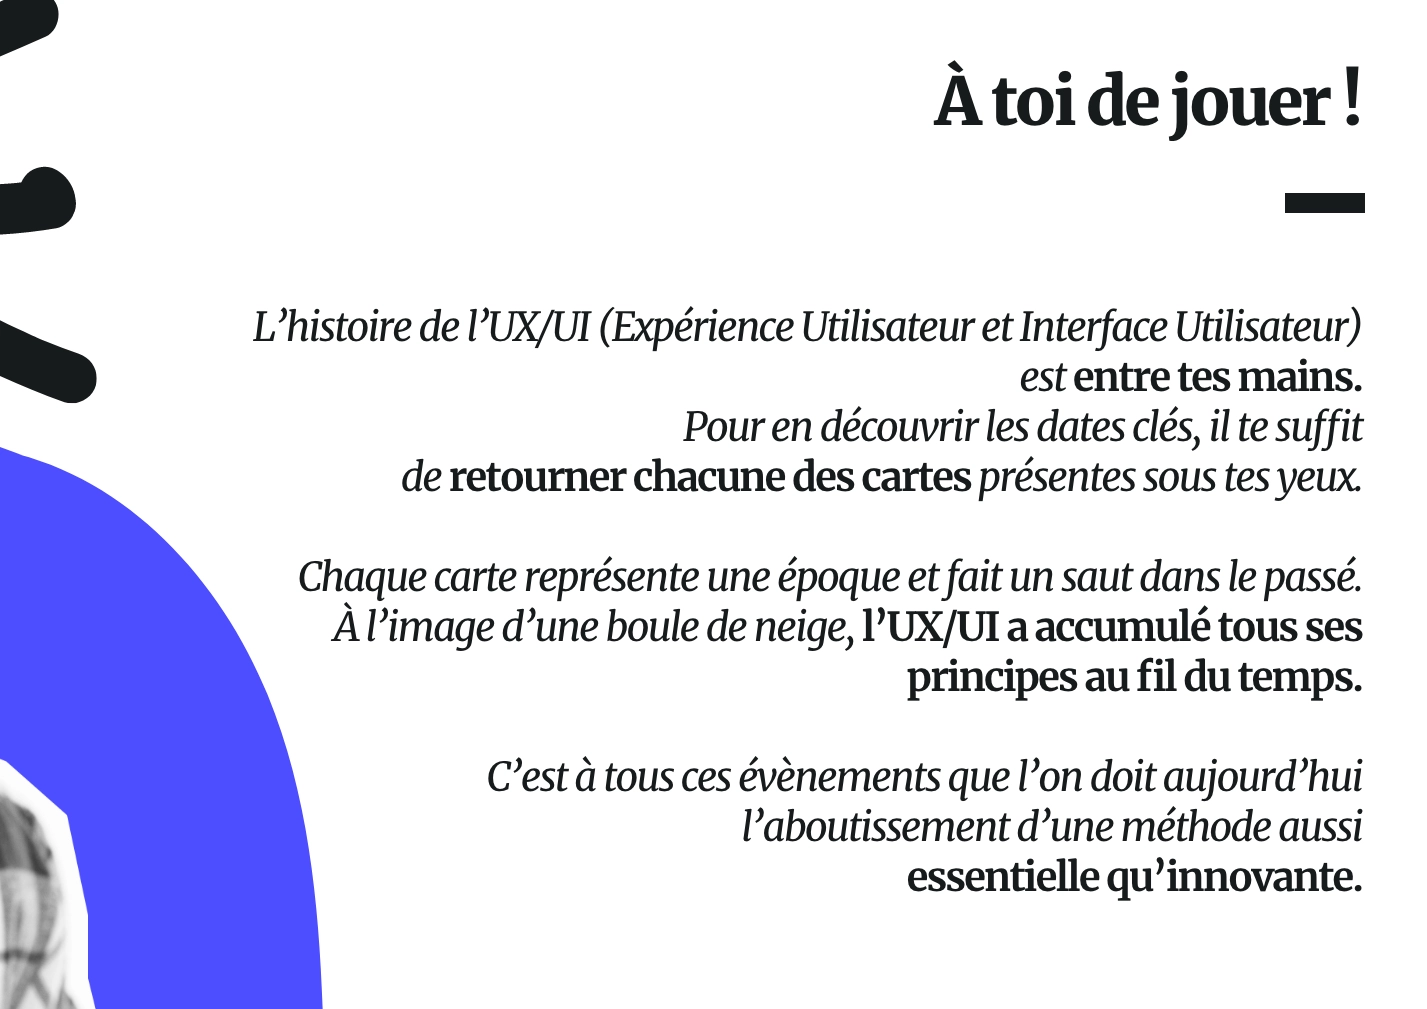 À toi de jouer !
L’histoire de l’UX/UI (Expérience Utilisateur et Interface Utilisateur)
est entre tes mains.
Pour en découvrir les dates clés, il te suffit
de retourner chacune des cartes présentes sous tes yeux.
Chaque carte représente une époque et fait un saut dans le passé.
À l’image d’une boule de neige, l’UX/UI a accumulé tous ses
principes au fil du temps.
C’est à tous ces évènements que l’on doit aujourd’hui
l’aboutissement d’une méthode aussi
essentielle qu’innovante.